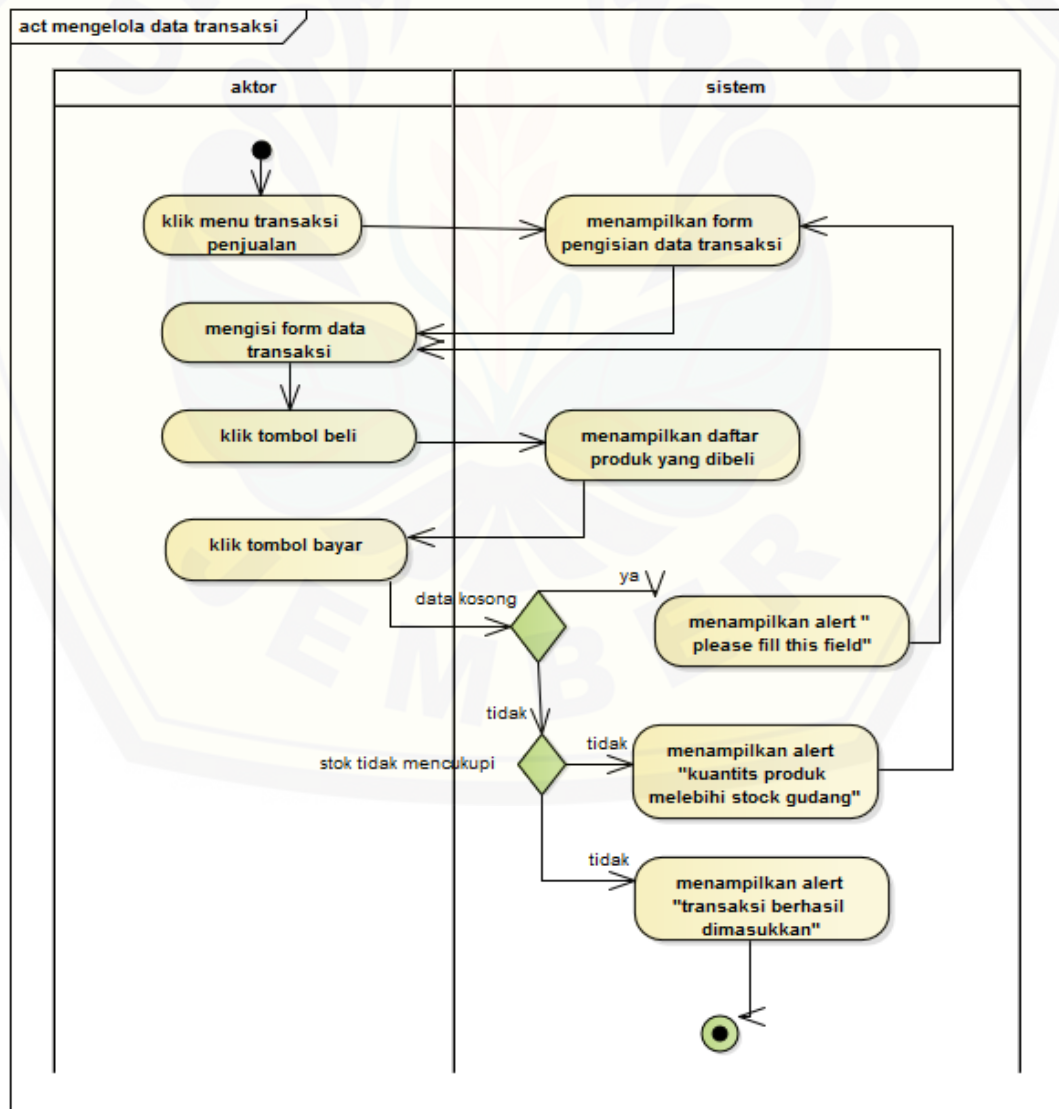 act mengelola data transaksi
aktor
sistem
klik menu transaksi
penjualan
menampilkan form
pengisian data transaksi
mengisi form data
transaksi
klik tombol beli
menampilkan daftar
produk yang dibeli
klik tombol bayar
data kosong
ya
menampilkan alert "
please fill this field"
tidak
stok tidak mencukupi
tidak
menampilkan alert
"kuantits produk
melebihi stock gudang"
tidak
menampilkan alert
"transaksi berhasil
dimasukkan"
JEMBER